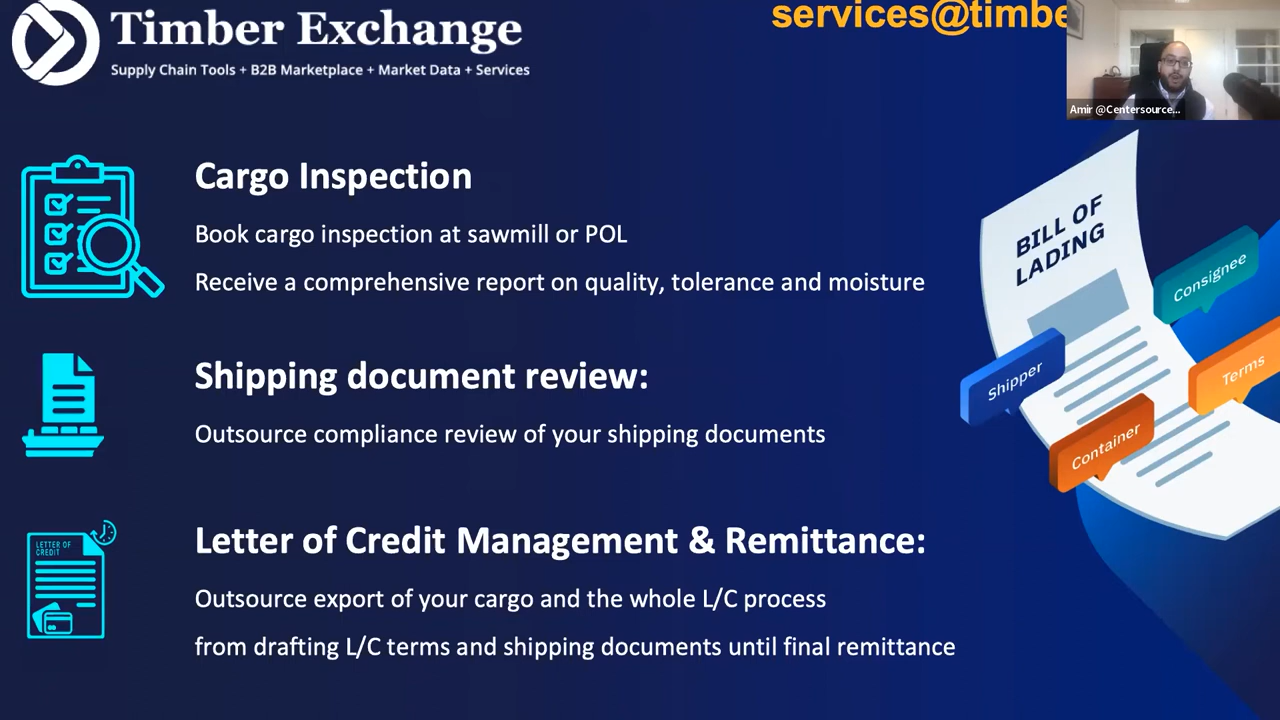 Timber Exchange
Supply Chain Tools + B2B Marketplace + Market Data + Services
services@timbe
Amir @Centersource...
Cargo Inspection
Book cargo inspection at sawmill or POL
Receive a comprehensive report on quality, tolerance and moisture
BILL OF
LADING
Consignee
Shipper
Terms
Container
Shipping document review:
Outsource compliance review of your shipping documents
LETTER OF
CREDIT
Letter of Credit Management & Remittance:
Outsource export of your cargo and the whole L/C process
from drafting L/C terms and shipping documents until final remittance